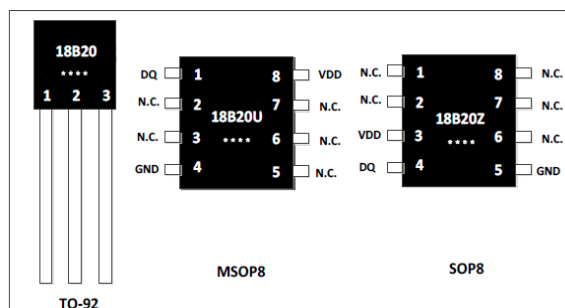 18B20
****
1 2 3
TO-92
DQ 1 8 VDD
N.C. 2 7 N.C.
18B20U
****
N.C. 3 6 N.C.
GND 4 5 N.C.
MSOP8
N.C. 1 8 N.C.
N.C. 2 7 N.C.
18B20Z
VDD 3 6 N.C.
****
DQ 4 5 GND
SOP8